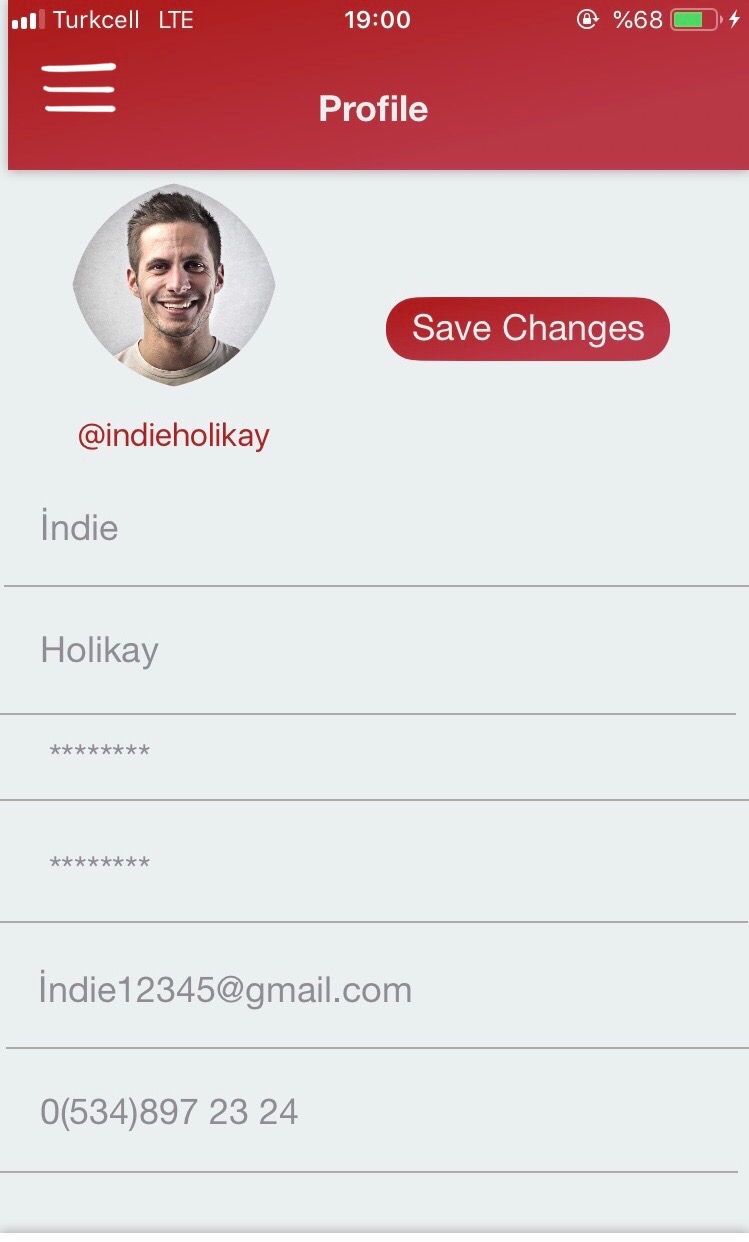 Turkcell LTE 19:00 %68
Profile
Save Changes
@indieholikay
İndie
Holikay
********
********
İndie12345@gmail.com
0(534)897 23 24